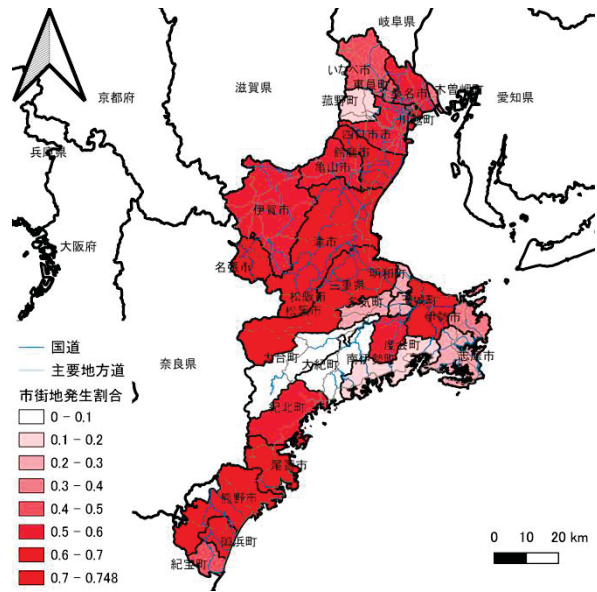 岐阜県
滋賀県
京都府
愛知県
兵庫県
大阪府
奈良県
いなべ市
東員町
桑名市
木曽岬町
菰野町
川越町
四日市市
鈴鹿市
亀山市
伊賀市
津市
名張市
三重県
明和町
松阪市
松阪市
多気町
玉城町
伊勢市
大台町
大紀町
南伊勢町
度会町
志摩市
紀北町
尾鷲市
熊野市
御浜町
紀宝町
国道
主要地方道
市街地発生割合
0 - 0.1
0.1 - 0.2
0.2 - 0.3
0.3 - 0.4
0.4 - 0.5
0.5 - 0.6
0.6 - 0.7
0.7 - 0.748
0 10 20 km